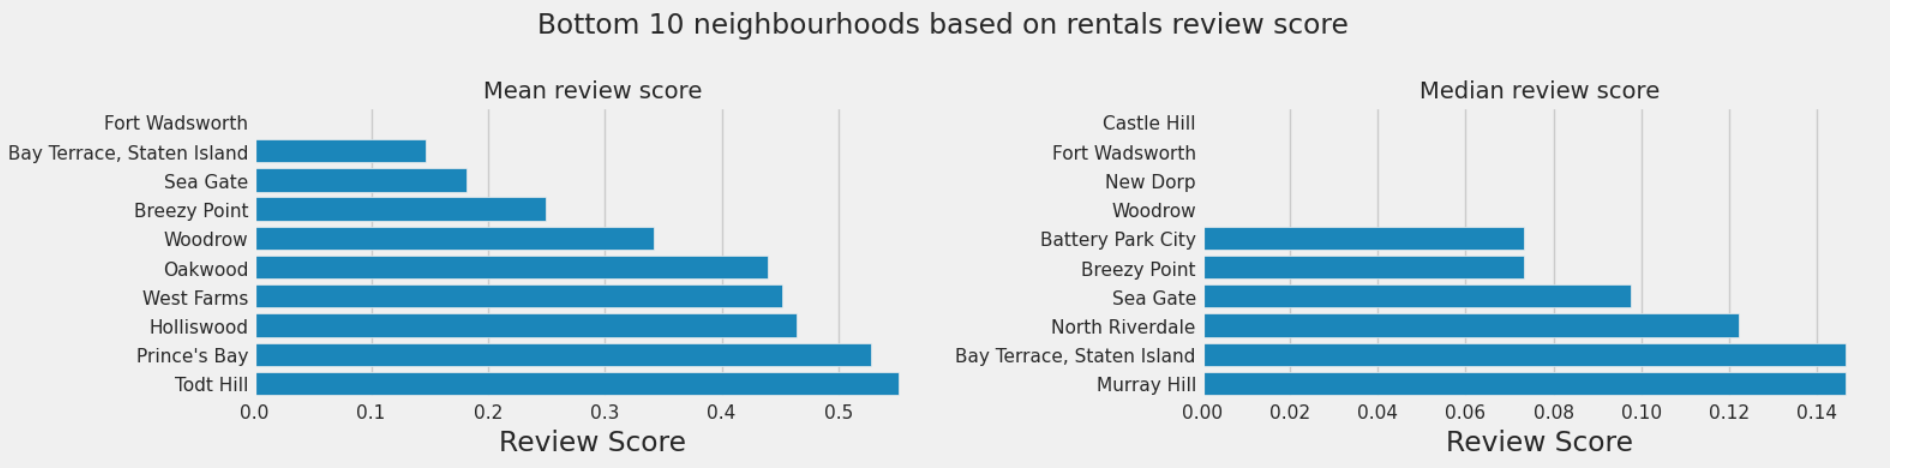 Bottom 10 neighbourhoods based on rentals review score
Mean review score
Fort Wadsworth
Bay Terrace, Staten Island
Sea Gate
Breezy Point
Woodrow
Oakwood
West Farms
Holliswood
Prince's Bay
Todt Hill
0.0 0.1 0.2 0.3 0.4 0.5
Review Score
Median review score
Castle Hill
Fort Wadsworth
New Dorp
Woodrow
Battery Park City
Breezy Point
Sea Gate
North Riverdale
Bay Terrace, Staten Island
Murray Hill
0.00 0.02 0.04 0.06 0.08 0.10 0.12 0.14
Review Score